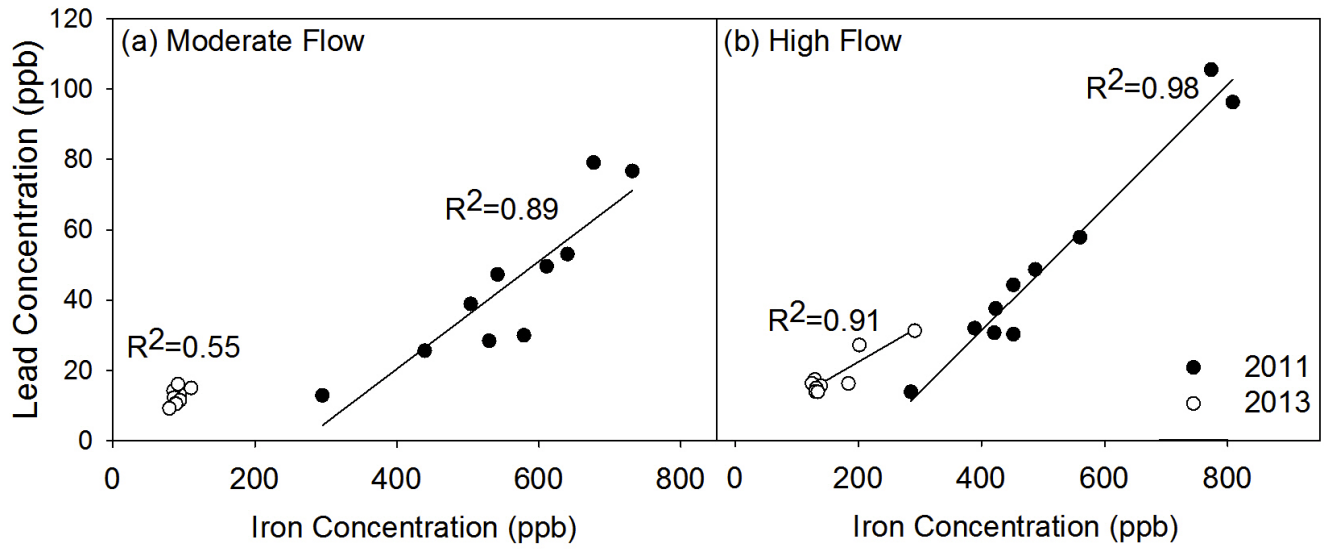 Lead Concentration (ppb)
120
100
80
60
40
20
0
(a) Moderate Flow
R2=0.89
R2=0.55
0 200 400 600 800
Iron Concentration (ppb)
(b) High Flow
R2=0.98
R2=0.91
2011
2013
0 200 400 600 800
Iron Concentration (ppb)